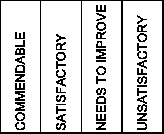 COMMENDABLE
SATISFACTORY
NEEDS TO IMPROVE
UNSATISFACTORY